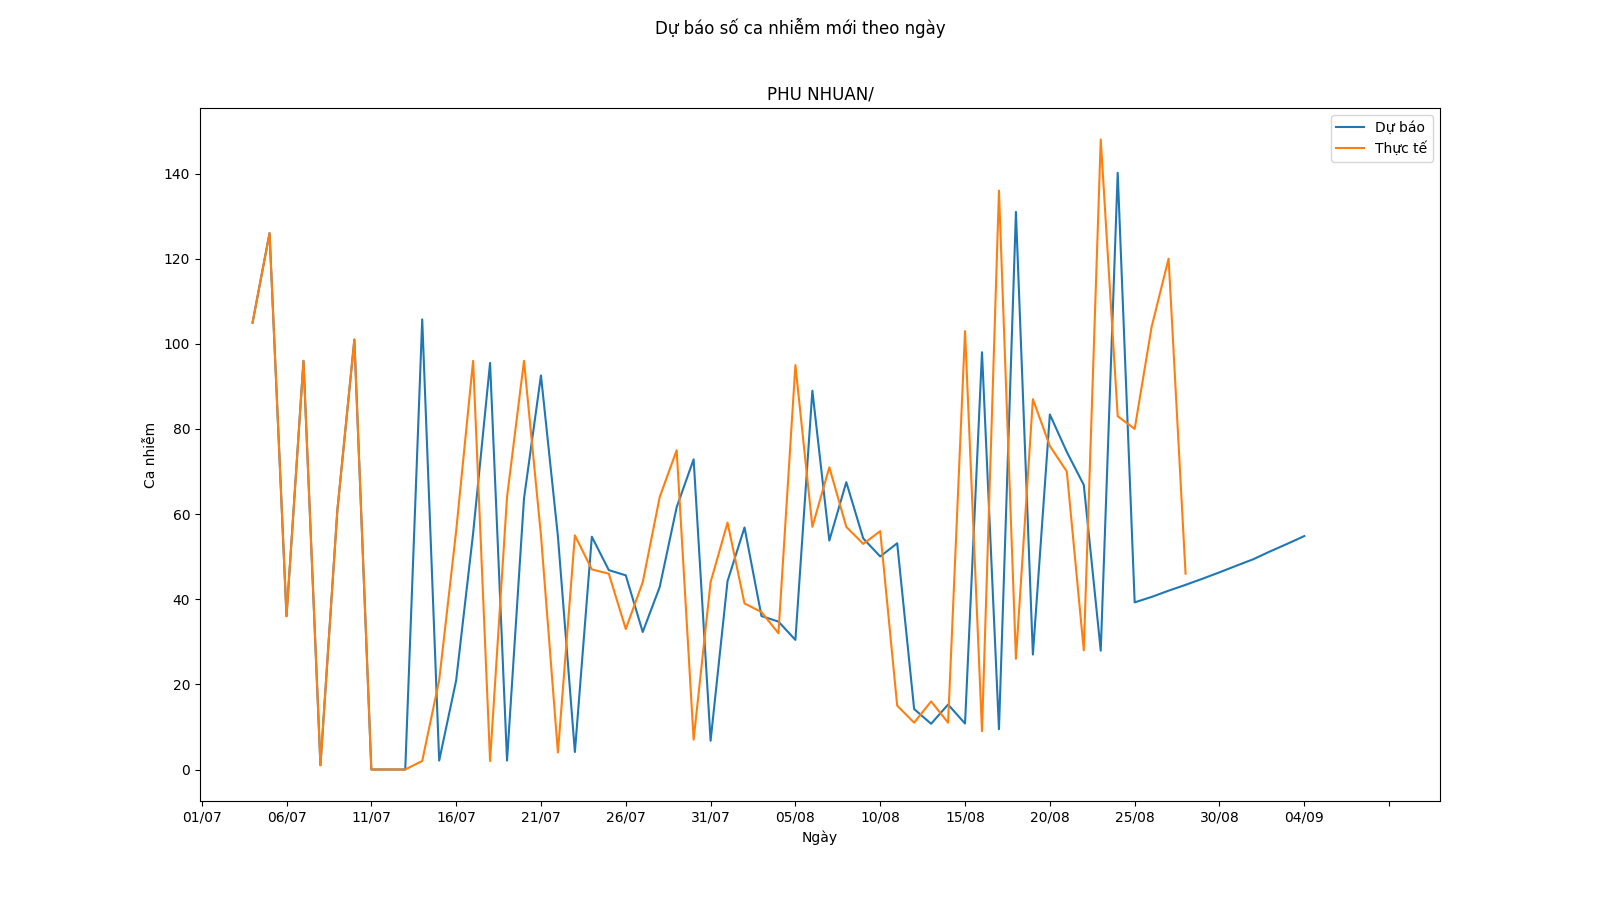 Dự báo số ca nhiễm mới theo ngày
PHU NHUAN/
Dự báo
Thực tế
140
120
100
80
60
40
20
0
Ca nhiễm
01/07 06/07 11/07 16/07 21/07 26/07 31/07 05/08 10/08 15/08 20/08 25/08 30/08 04/09
Ngày